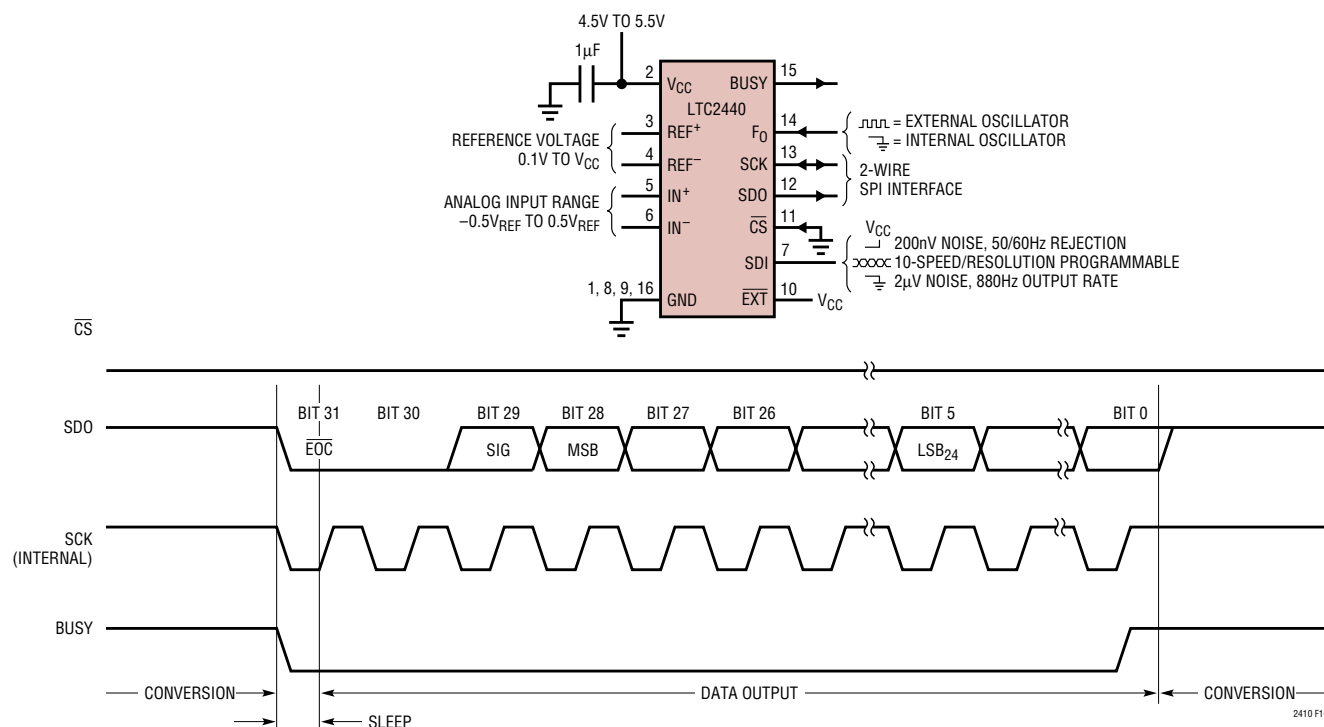 4.5V TO 5.5V
1µF
2
VCC
BUSY
15
LTC2440
REFERENCE VOLTAGE
0.1V TO VCC
3
REF+
4
REF−
FO
14
= EXTERNAL OSCILLATOR
= INTERNAL OSCILLATOR
SCK
13
SDO
12
2-WIRE
SPI INTERFACE
ANALOG INPUT RANGE
−0.5VREF TO 0.5VREF
5
IN+
6
IN−
CS
11
SDI
7
VCC
200nV NOISE, 50/60Hz REJECTION
10-SPEED/RESOLUTION PROGRAMMABLE
2µV NOISE, 880Hz OUTPUT RATE
1, 8, 9, 16
GND
EXT
10
VCC
CS
BIT 31 BIT 30 BIT 29 BIT 28 BIT 27 BIT 26 BIT 5 BIT 0
SDO
EOC SIG MSB LSB24
SCK
(INTERNAL)
BUSY
CONVERSION DATA OUTPUT CONVERSION
SLEEP